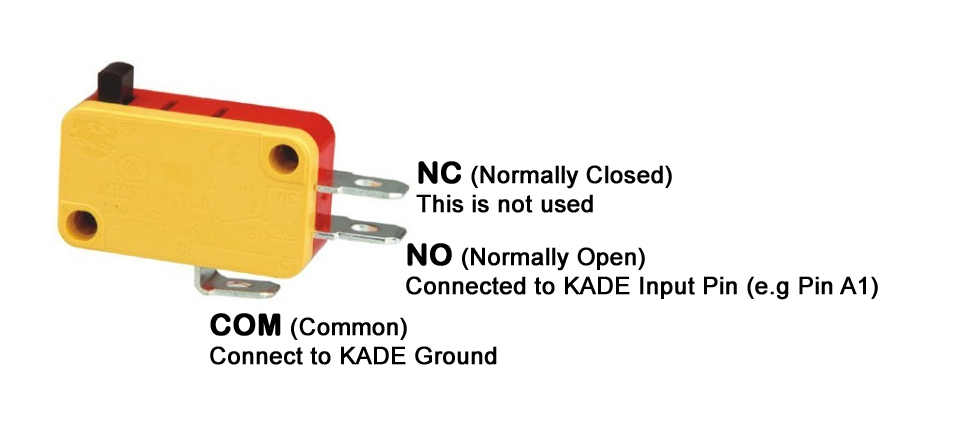 NC (Normally Closed)
This is not used
NO (Normally Open)
Connected to KADE Input Pin (e.g Pin A1)
COM (Common)
Connect to KADE Ground